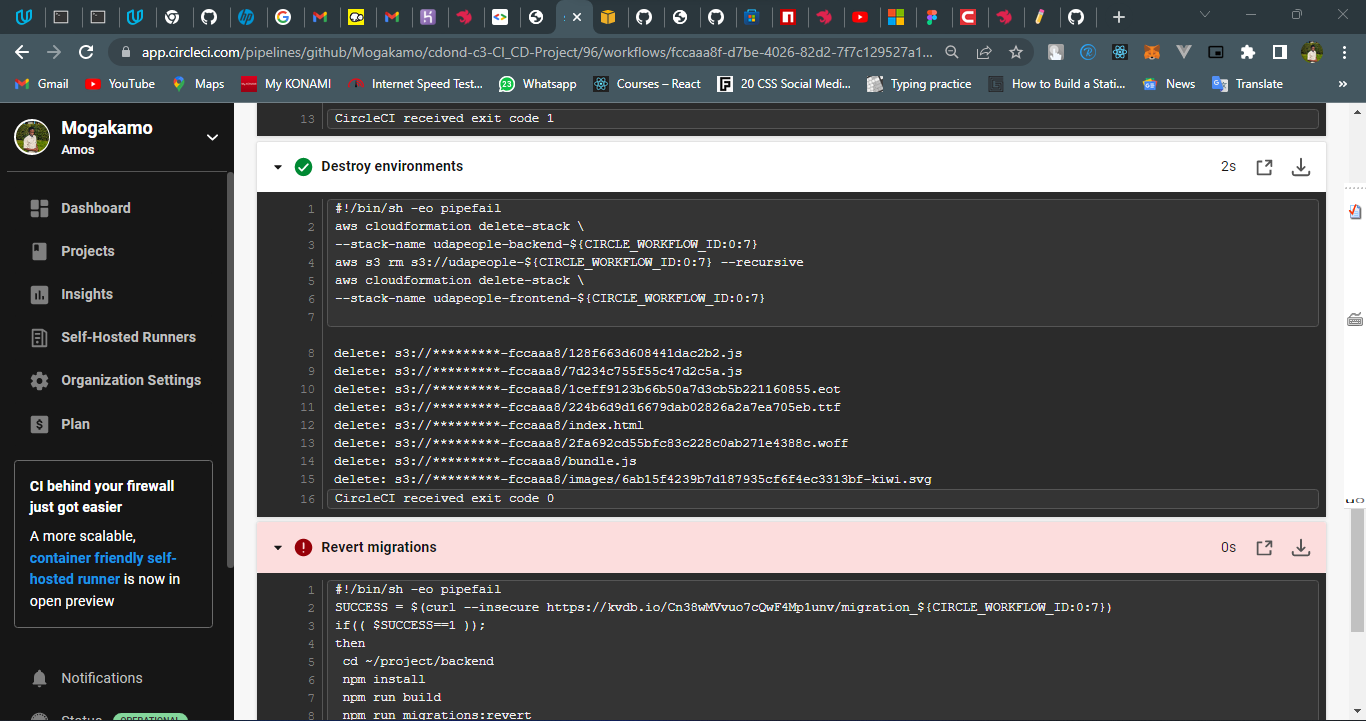 app.circleci.com/pipelines/github/Mogakamo/cdond-c3-CI_CD-Project/96/workflows/fccaaa8f-d7be-4026-82d2-7f7c129527a1...
Gmail
YouTube
Maps
My KONAMI
Internet Speed Test...
Whatsapp
Courses – React
20 CSS Social Medi...
Typing practice
How to Build a Stati...
News
Translate
»
Mogakamo
Amos
Dashboard
Projects
Insights
Self-Hosted Runners
Organization Settings
Plan
CI behind your firewall
just got easier
A more scalable,
container friendly self-
hosted runner is now in
open preview
Notifications
Status OPERATIONAL
13 CircleCI received exit code 1
Destroy environments 2s
1 #!/bin/sh -eo pipefail
2 aws cloudformation delete-stack \
3 --stack-name udapeople-backend-${CIRCLE_WORKFLOW_ID:0:7}
4 aws s3 rm s3://udapeople-${CIRCLE_WORKFLOW_ID:0:7} --recursive
5 aws cloudformation delete-stack \
6 --stack-name udapeople-frontend-${CIRCLE_WORKFLOW_ID:0:7}
7
8 delete: s3://*********-fccaaa8/128f663d608441dac2b2.js
9 delete: s3://*********-fccaaa8/7d234c755f55c47d2c5a.js
10 delete: s3://*********-fccaaa8/1ceff9123b66b50a7d3cb5b221160855.eot
11 delete: s3://*********-fccaaa8/224b6d9d16679dab02826a2a7ea705eb.ttf
12 delete: s3://*********-fccaaa8/index.html
13 delete: s3://*********-fccaaa8/2fa692cd55bfc83c228c0ab271e4388c.woff
14 delete: s3://*********-fccaaa8/bundle.js
15 delete: s3://*********-fccaaa8/images/6ab15f4239b7d187935cf6f4ec3313bf-kiwi.svg
16 CircleCI received exit code 0
Revert migrations 0s
1 #!/bin/sh -eo pipefail
2 SUCCESS = $(curl --insecure https://kvdb.io/Cn38wMVvuo7cQwF4Mp1unv/migration_${CIRCLE_WORKFLOW_ID:0:7})
3 if(( $SUCCESS==1 ));
4 then
5 cd ~/project/backend
6 npm install
7 npm run build
8 npm run migrations:revert